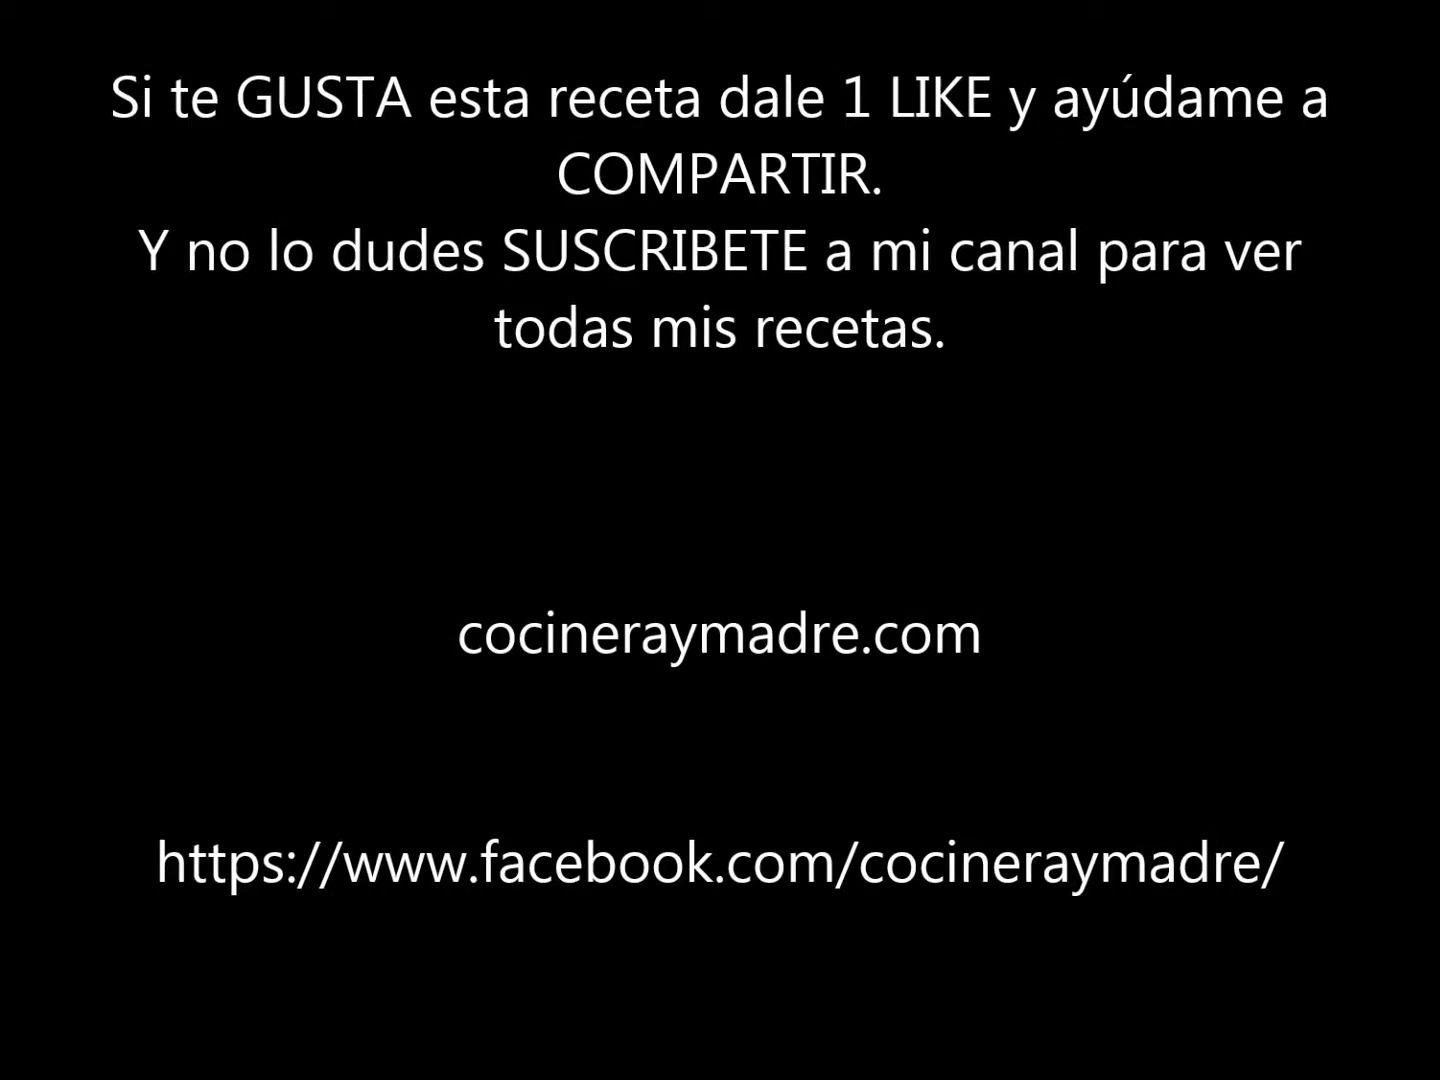 Si te GUSTA esta receta dale 1 LIKE y ayúdame a
COMPARTIR.
Y no lo dudes SUSCRIBETE a mi canal para ver
todas mis recetas.
cocineraymadre.com
https://www.facebook.com/cocineraymadre/